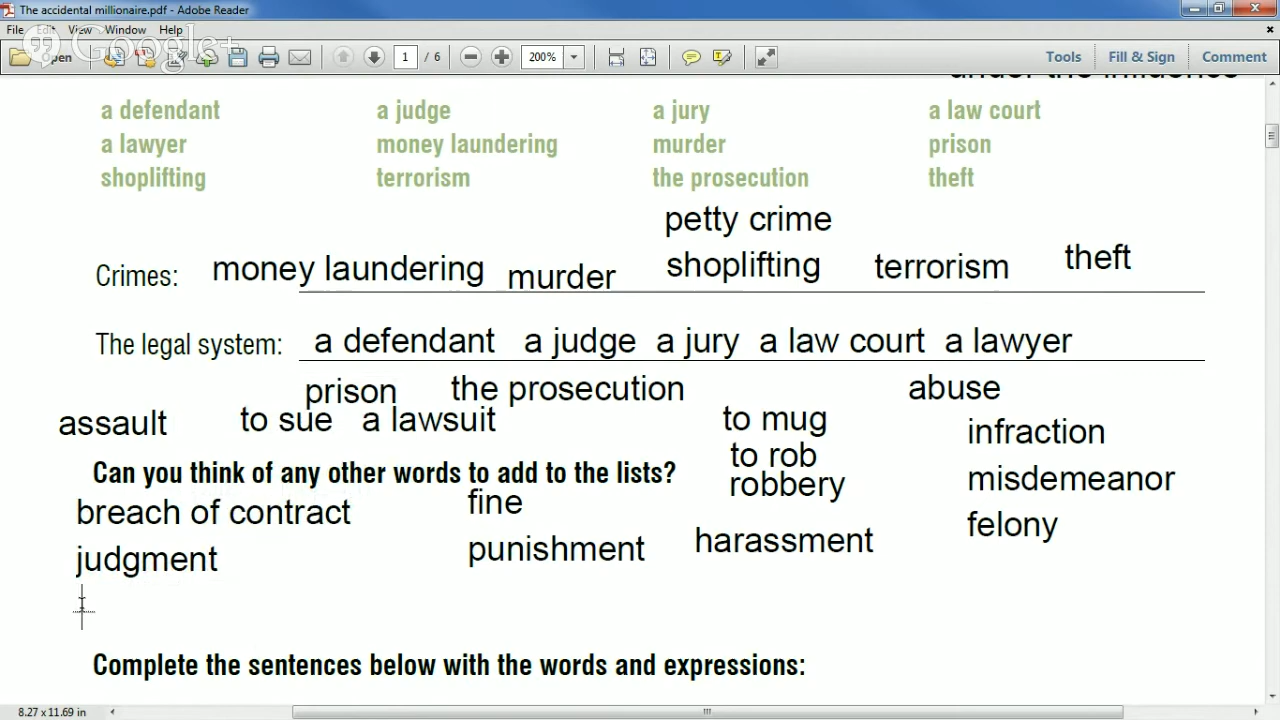 The accidental millionaire.pdf - Adobe Reader
File Edit View Window Help
Google+
Open 1 / 6 200% Tools Fill & Sign Comment
under the influence
a defendant a judge a jury a law court
a lawyer money laundering murder prison
shoplifting terrorism the prosecution theft
petty crime
Crimes: money laundering murder shoplifting terrorism theft
The legal system: a defendant a judge a jury a law court a lawyer
prison the prosecution abuse
assault to sue a lawsuit to mug infraction
to rob
Can you think of any other words to add to the lists? robbery misdemeanor
breach of contract fine felony
judgment punishment harassment
Complete the sentences below with the words and expressions:
8.27 x 11.69 in